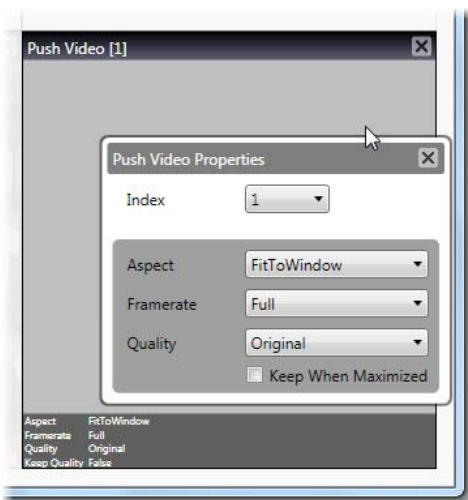 Push Video [1]
Push Video Properties
Index 1
Aspect FitToWindow
Framerate Full
Quality Original
Keep When Maximized
Aspect FitToWindow
Framerate Full
Quality Original
Keep Quality False